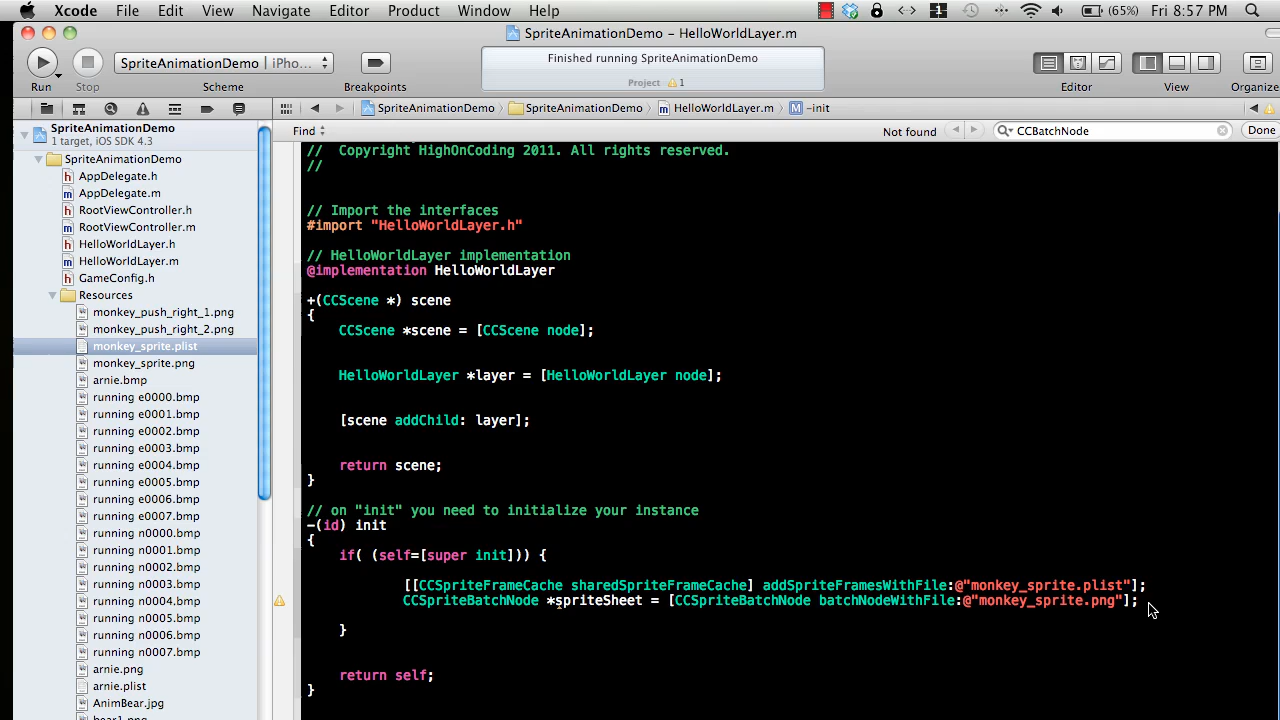 Xcode File Edit View Navigate Editor Product Window Help 1 (65%) Fri 8:57 PM
SpriteAnimationDemo – HelloWorldLayer.m
SpriteAnimationDemo | iPho...
Finished running SpriteAnimationDemo
Project 1
Run Stop Scheme Breakpoints Editor View Organize
SpriteAnimationDemo SpriteAnimationDemo HelloWorldLayer.m M -init
Find Not found CCBatchNode Done
SpriteAnimationDemo
1 target, iOS SDK 4.3
SpriteAnimationDemo
h AppDelegate.h
m AppDelegate.m
h RootViewController.h
m RootViewController.m
h HelloWorldLayer.h
m HelloWorldLayer.m
h GameConfig.h
Resources
monkey_push_right_1.png
monkey_push_right_2.png
monkey_sprite.plist
monkey_sprite.png
arnie.bmp
running e0000.bmp
running e0001.bmp
running e0002.bmp
running e0003.bmp
running e0004.bmp
running e0005.bmp
running e0006.bmp
running e0007.bmp
running n0000.bmp
running n0001.bmp
running n0002.bmp
running n0003.bmp
running n0004.bmp
running n0005.bmp
running n0006.bmp
running n0007.bmp
arnie.png
arnie.plist
AnimBear.jpg
bear1.png
//  Copyright HighOnCoding 2011. All rights reserved.
//
// Import the interfaces
#import "HelloWorldLayer.h"
// HelloWorldLayer implementation
@implementation HelloWorldLayer
+(CCScene *) scene
{
CCScene *scene = [CCScene node];
HelloWorldLayer *layer = [HelloWorldLayer node];
[scene addChild: layer];
return scene;
}
// on "init" you need to initialize your instance
-(id) init
{
if( (self=[super init])) {
[[CCSpriteFrameCache sharedSpriteFrameCache] addSpriteFramesWithFile:@"monkey_sprite.plist"];
CCSpriteBatchNode *spriteSheet = [CCSpriteBatchNode batchNodeWithFile:@"monkey_sprite.png"];
}
return self;
}